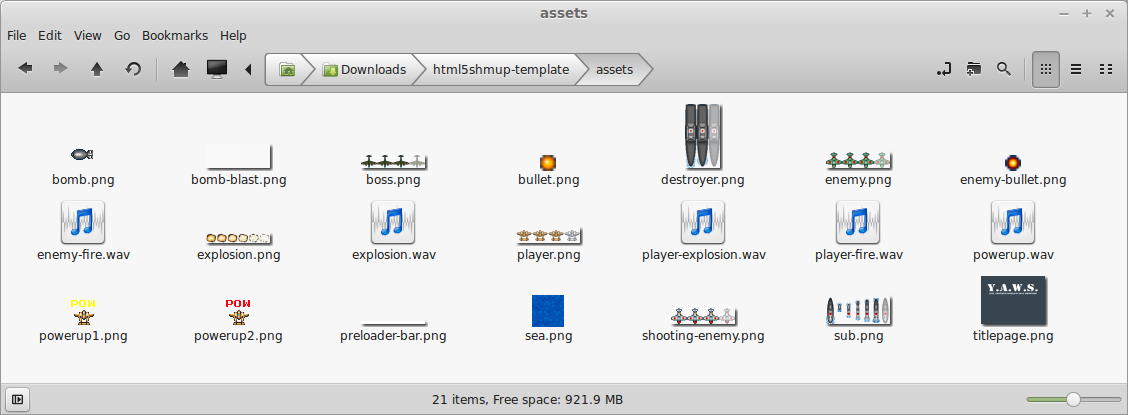 assets
File Edit View Go Bookmarks Help
Downloads html5shmup-template assets
bomb.png bomb-blast.png boss.png bullet.png destroyer.png enemy.png enemy-bullet.png
enemy-fire.wav explosion.png explosion.wav player.png player-explosion.wav player-fire.wav powerup.wav
POW POW Y.A.W.S.
powerup1.png powerup2.png preloader-bar.png sea.png shooting-enemy.png sub.png titlepage.png
21 items, Free space: 921.9 MB